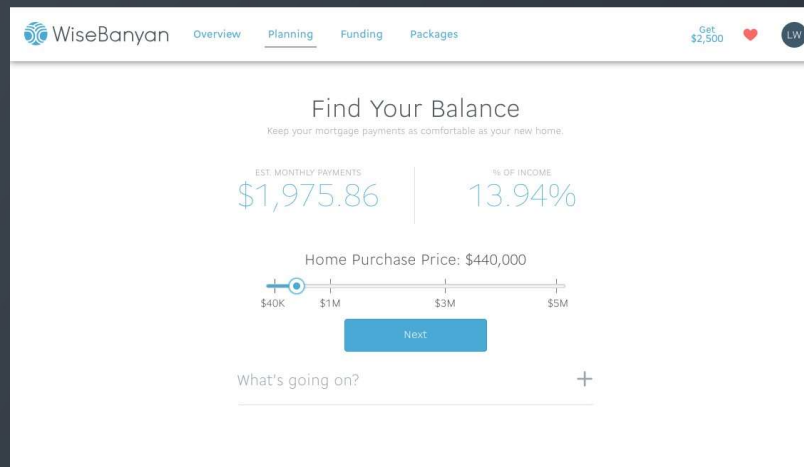 WiseBanyan
Overview
Planning
Funding
Packages
Get
$2,500
LW
Find Your Balance
Keep your mortgage payments as comfortable as your new home.
EST. MONTHLY PAYMENTS
$1,975.86
% OF INCOME
13.94%
Home Purchase Price: $440,000
$40K
$1M
$3M
$5M
Next
What's going on?